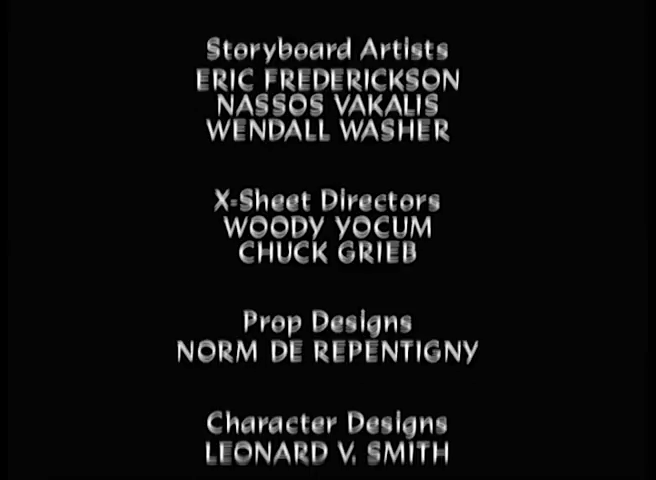 Storyboard Artists
ERIC FREDERICKSON
NASSOS VAKALIS
WENDALL WASHER
X-Sheet Directors
WOODY YOCUM
CHUCK GRIEB
Prop Designs
NORM DE REPENTIGNY
Character Designs
LEONARD V. SMITH